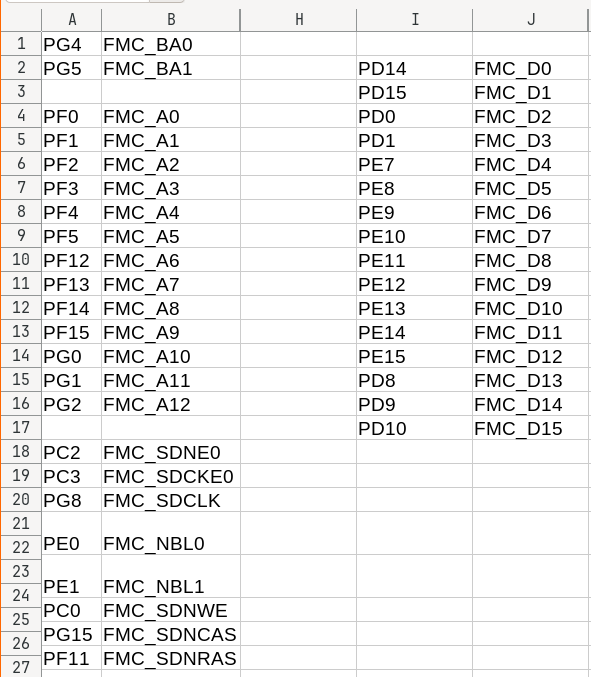 A B H I J
1 PG4 FMC_BA0
2 PG5 FMC_BA1 PD14 FMC_D0
3 PD15 FMC_D1
4 PF0 FMC_A0 PD0 FMC_D2
5 PF1 FMC_A1 PD1 FMC_D3
6 PF2 FMC_A2 PE7 FMC_D4
7 PF3 FMC_A3 PE8 FMC_D5
8 PF4 FMC_A4 PE9 FMC_D6
9 PF5 FMC_A5 PE10 FMC_D7
10 PF12 FMC_A6 PE11 FMC_D8
11 PF13 FMC_A7 PE12 FMC_D9
12 PF14 FMC_A8 PE13 FMC_D10
13 PF15 FMC_A9 PE14 FMC_D11
14 PG0 FMC_A10 PE15 FMC_D12
15 PG1 FMC_A11 PD8 FMC_D13
16 PG2 FMC_A12 PD9 FMC_D14
17 PD10 FMC_D15
18 PC2 FMC_SDNE0
19 PC3 FMC_SDCKE0
20 PG8 FMC_SDCLK
21
22 PE0 FMC_NBL0
23
24 PE1 FMC_NBL1
25 PC0 FMC_SDNWE
26 PG15 FMC_SDNCAS
27 PF11 FMC_SDNRAS